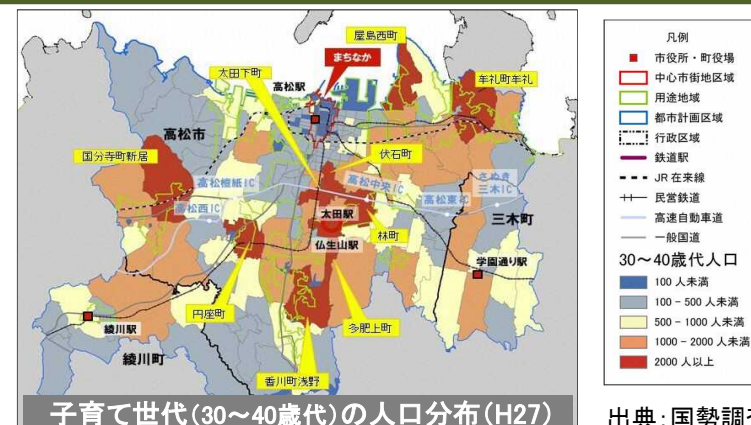 屋島西町
まちなか
太田下町
高松駅
牟礼町牟礼
高松市
国分寺町新居
伏石町
高松檀紙IC
高松中央IC
さぬき
三木IC
高松西IC
高松東IC
太田駅
三木町
林町
仏生山駅
学園通り駅
円座町
多肥上町
綾川駅
綾川町
香川町浅野
子育て世代(30～40歳代)の人口分布(H27)
凡例
市役所・町役場
中心市街地区域
用途地域
都市計画区域
行政区域
鉄道駅
JR在来線
民営鉄道
高速自動車道
一般国道
30～40歳代人口
100 人未満
100 - 500 人未満
500 - 1000 人未満
1000 - 2000 人未満
2000 人以上
出典:国勢調査